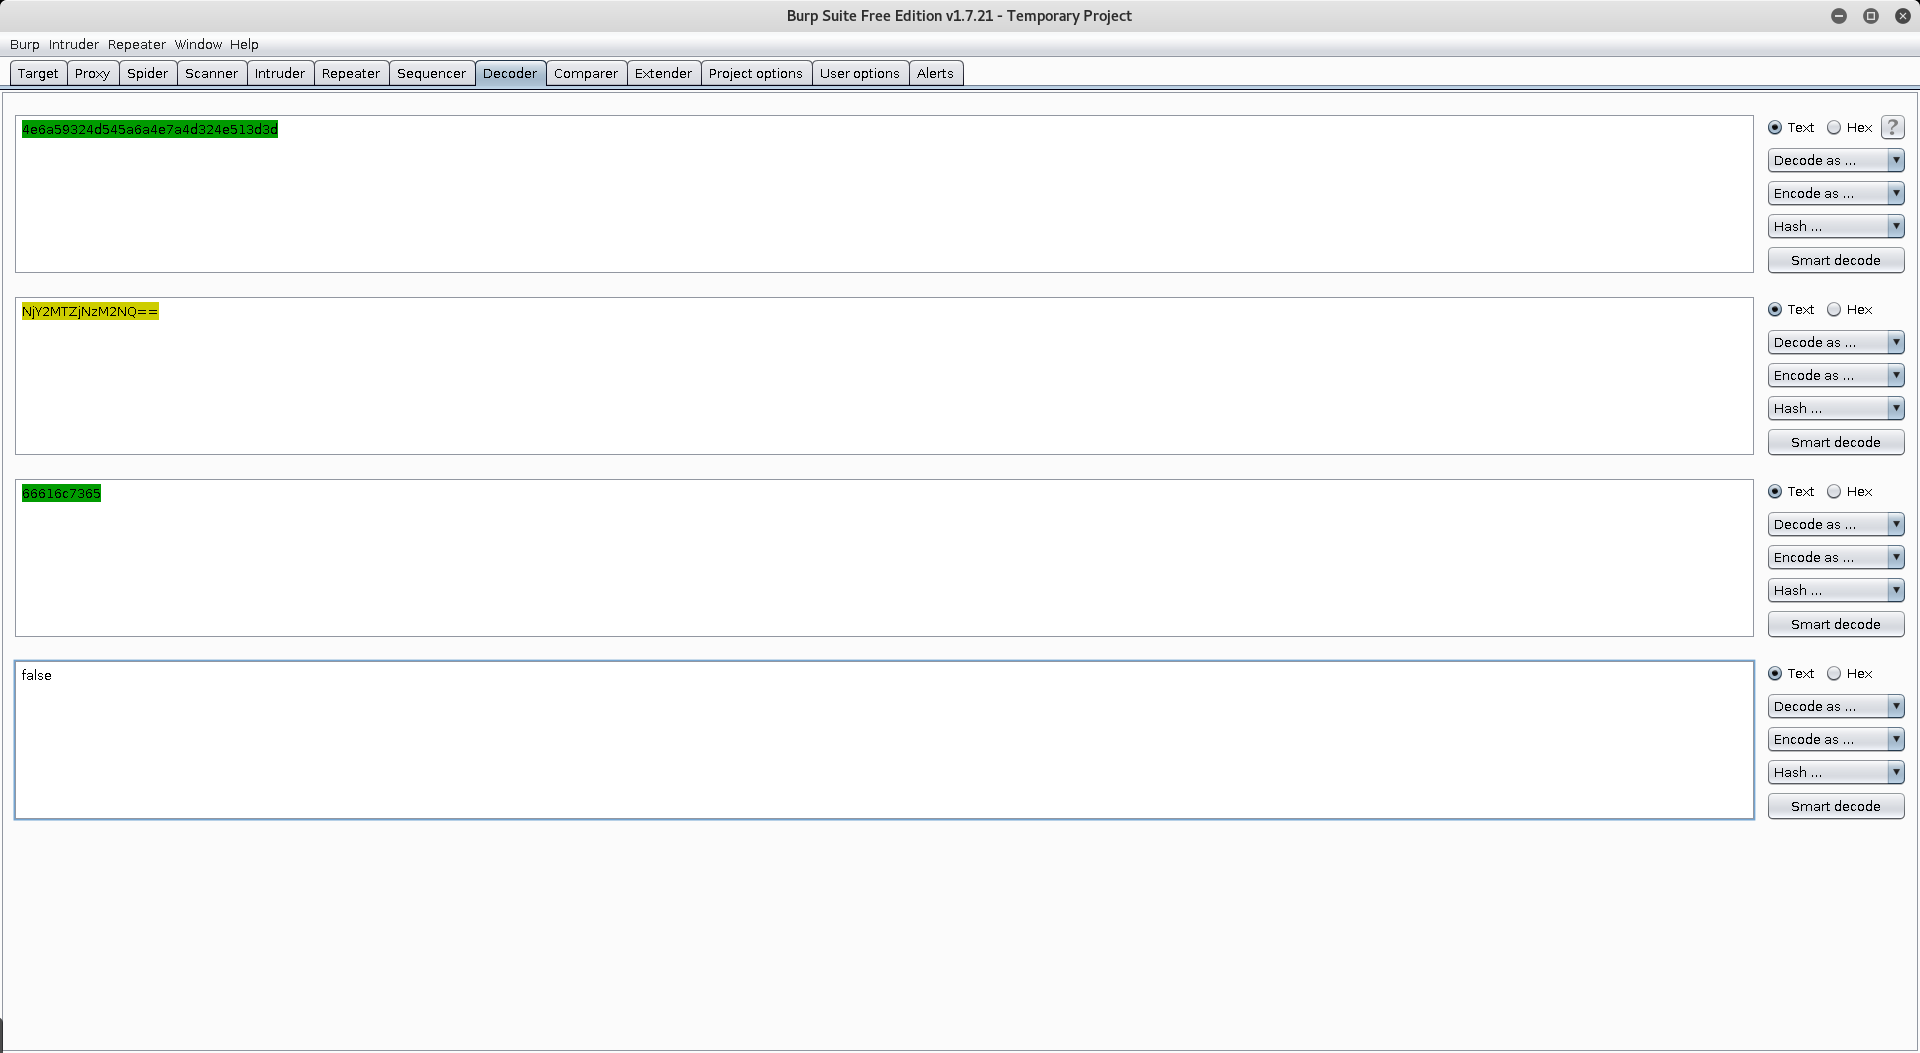 Burp Suite Free Edition v1.7.21 - Temporary Project
Burp Intruder Repeater Window Help
Target Proxy Spider Scanner Intruder Repeater Sequencer Decoder Comparer Extender Project options User options Alerts
4e6a59324d545a6a4e7a4d324e513d3d
Text Hex ?
Decode as ...
Encode as ...
Hash ...
Smart decode
NjY2MTZjNzM2NQ==
Text Hex
Decode as ...
Encode as ...
Hash ...
Smart decode
66616c7365
Text Hex
Decode as ...
Encode as ...
Hash ...
Smart decode
false
Text Hex
Decode as ...
Encode as ...
Hash ...
Smart decode